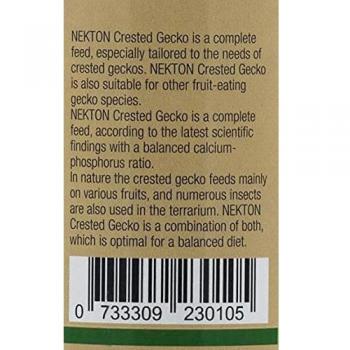 NEKTON Crested Gecko is a complete
feed, especially tailored to the needs of
crested geckos. NEKTON Crested Gecko
is also suitable for other fruit-eating
gecko species.
NEKTON Crested Gecko is a complete
feed, according to the latest scientific
findings with a balanced calcium-
phosphorus ratio.
In nature the crested gecko feeds mainly
on various fruits, and numerous insects
are also used in the terrarium. NEKTON
Crested Gecko is a combination of both,
which is optimal for a balanced diet.
0 733309 230105